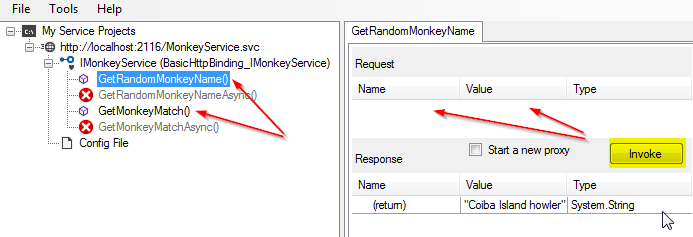 File Tools Help
My Service Projects
http://localhost:2116/MonkeyService.svc
IMonkeyService (BasicHttpBinding_IMonkeyService)
GetRandomMonkeyName()
GetRandomMonkeyNameAsync()
GetMonkeyMatch()
GetMonkeyMatchAsync()
Config File
GetRandomMonkeyName
Request
Name Value Type
Response Start a new proxy Invoke
Name Value Type
(return) "Coiba Island howler" System.String